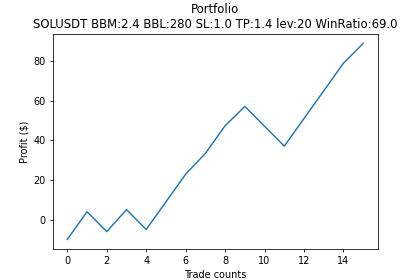 Portfolio
SOLUSDT BBM:2.4 BBL:280 SL:1.0 TP:1.4 lev:20 WinRatio:69.0
80
60
40
20
0
Profit ($)
0 2 4 6 8 10 12 14
Trade counts